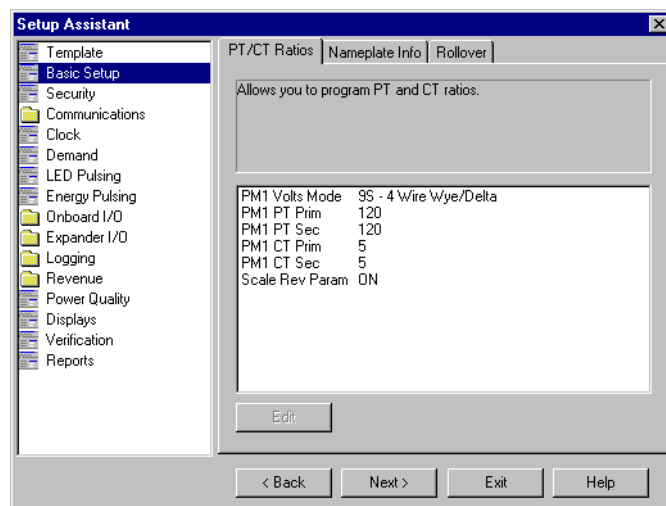 Setup Assistant
Template
Basic Setup
Security
Communications
Clock
Demand
LED Pulsing
Energy Pulsing
Onboard I/O
Expander I/O
Logging
Revenue
Power Quality
Displays
Verification
Reports
PT/CT Ratios Nameplate Info Rollover
Allows you to program PT and CT ratios.
PM1 Volts Mode 9S - 4 Wire Wye/Delta
PM1 PT Prim 120
PM1 PT Sec 120
PM1 CT Prim 5
PM1 CT Sec 5
Scale Rev Param ON
Edit
< Back Next > Exit Help